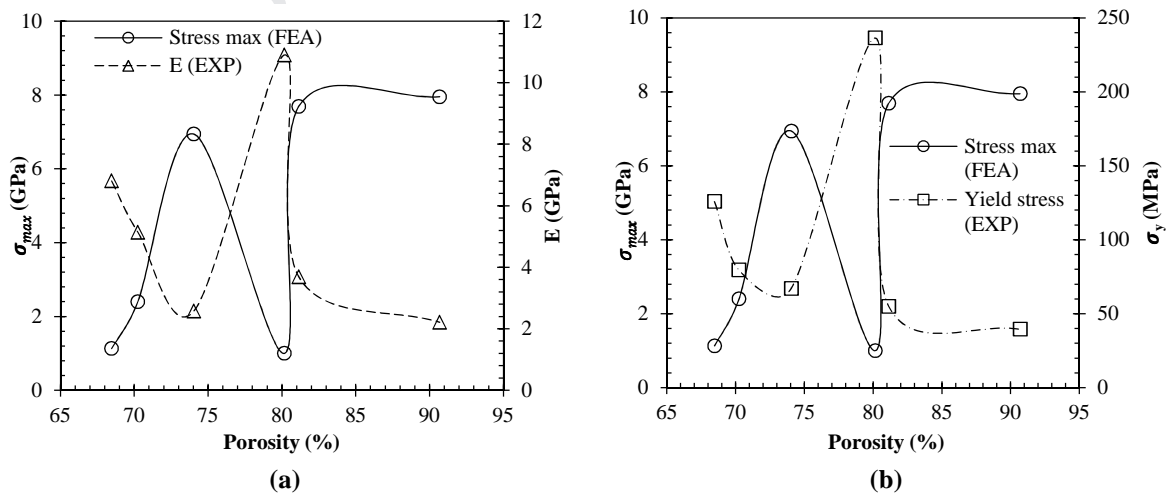 10
8
6
4
2
0
σmax (GPa)
12
10
8
6
4
2
0
E (GPa)
Stress max (FEA)
E (EXP)
65 70 75 80 85 90 95
Porosity (%)
(a)
10
8
6
4
2
0
σmax (GPa)
250
200
150
100
50
0
σy (MPa)
Stress max
(FEA)
Yield stress
(EXP)
65 70 75 80 85 90 95
Porosity (%)
(b)